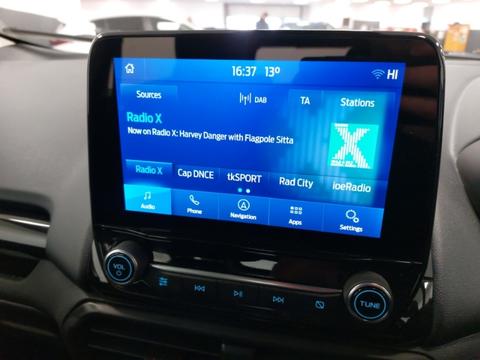 16:37 13º HI
Sources DAB TA Stations
Radio X
Now on Radio X: Harvey Danger with Flagpole Sitta
X
Radio X Cap DNCE tkSPORT Rad City ioeRadio
Audio Phone Navigation Apps Settings
VOL TUNE